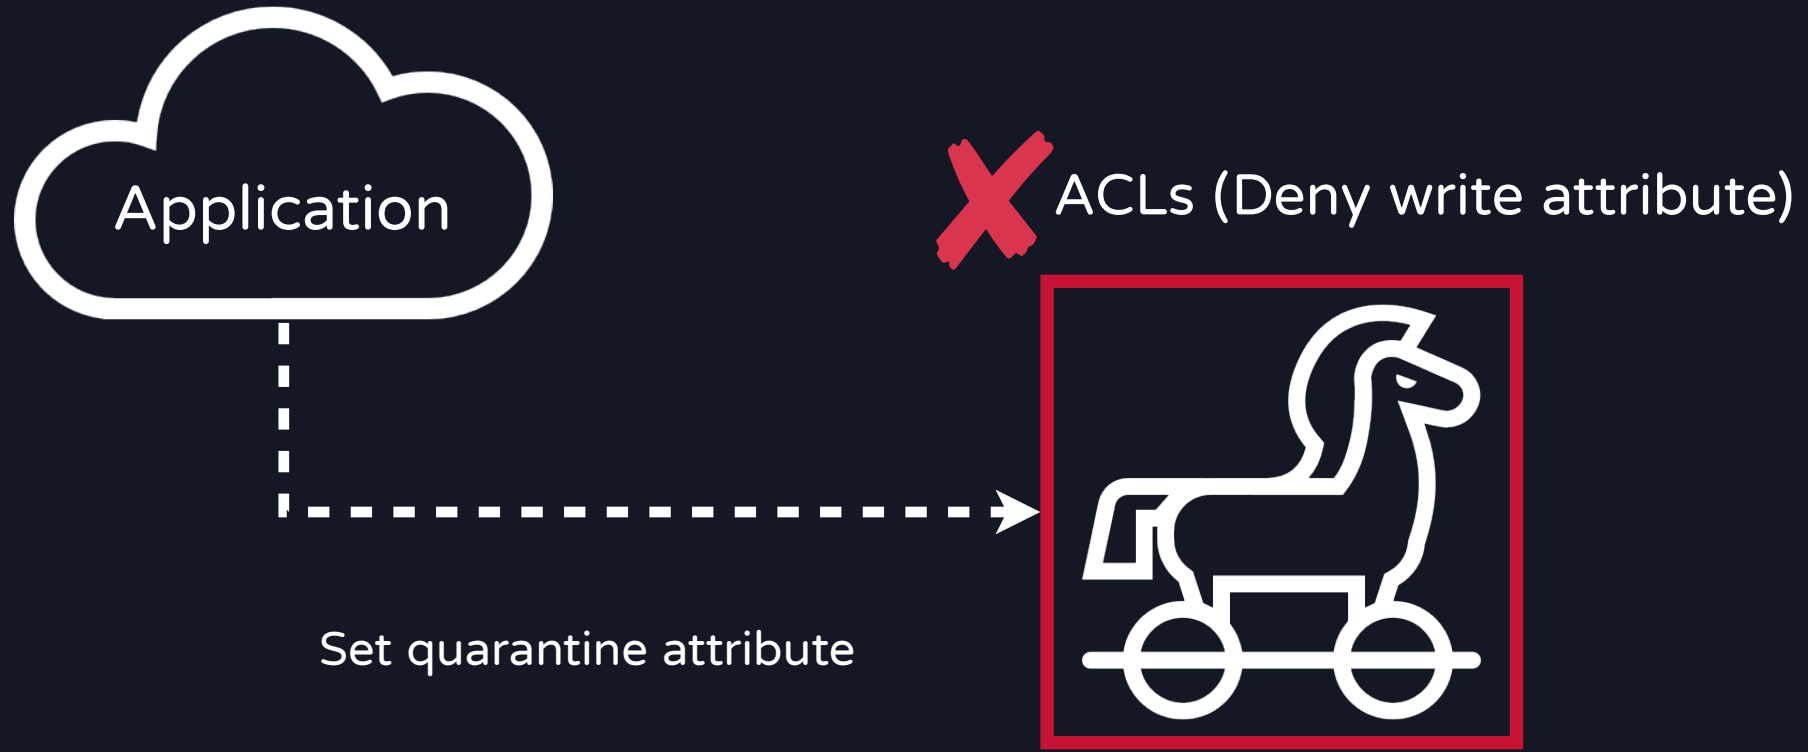 Application
ACLs (Deny write attribute)
Set quarantine attribute